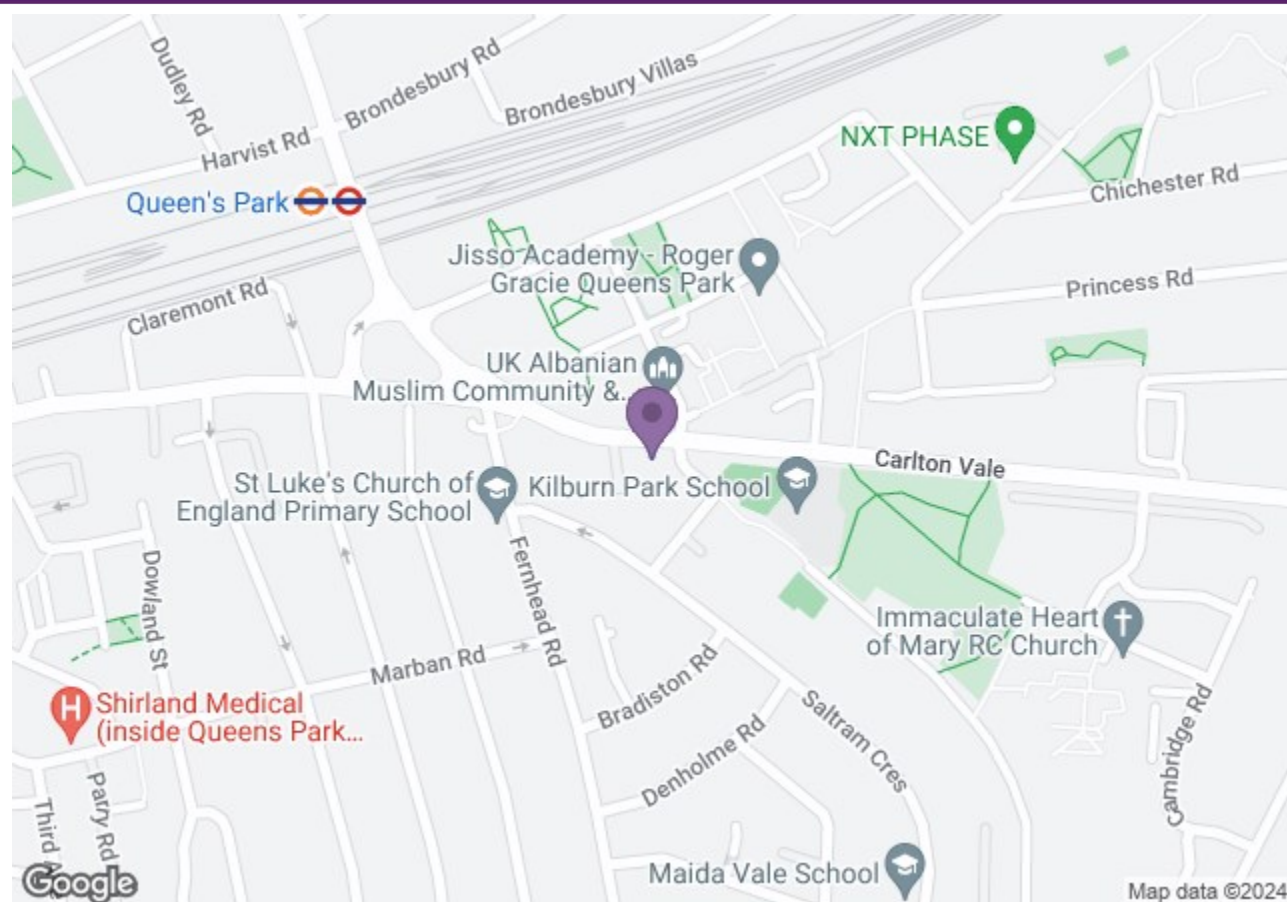 Dudley Rd
Brondesbury Rd
Brondesbury Villas
Harvist Rd
NXT PHASE
Queen's Park
Chichester Rd
Jisso Academy - Roger
Gracie Queens Park
Princess Rd
Claremont Rd
UK Albanian
Muslim Community &...
Carlton Vale
St Luke's Church of
England Primary School
Kilburn Park School
Dowland St
Fernhead Rd
Immaculate Heart
of Mary RC Church
Marban Rd
Bradiston Rd
Shirland Medical
(inside Queens Park...
Saltram Cres
Cambridge Rd
Denholme Rd
Parry Rd
Third
Maida Vale School
Google
Map data ©2024